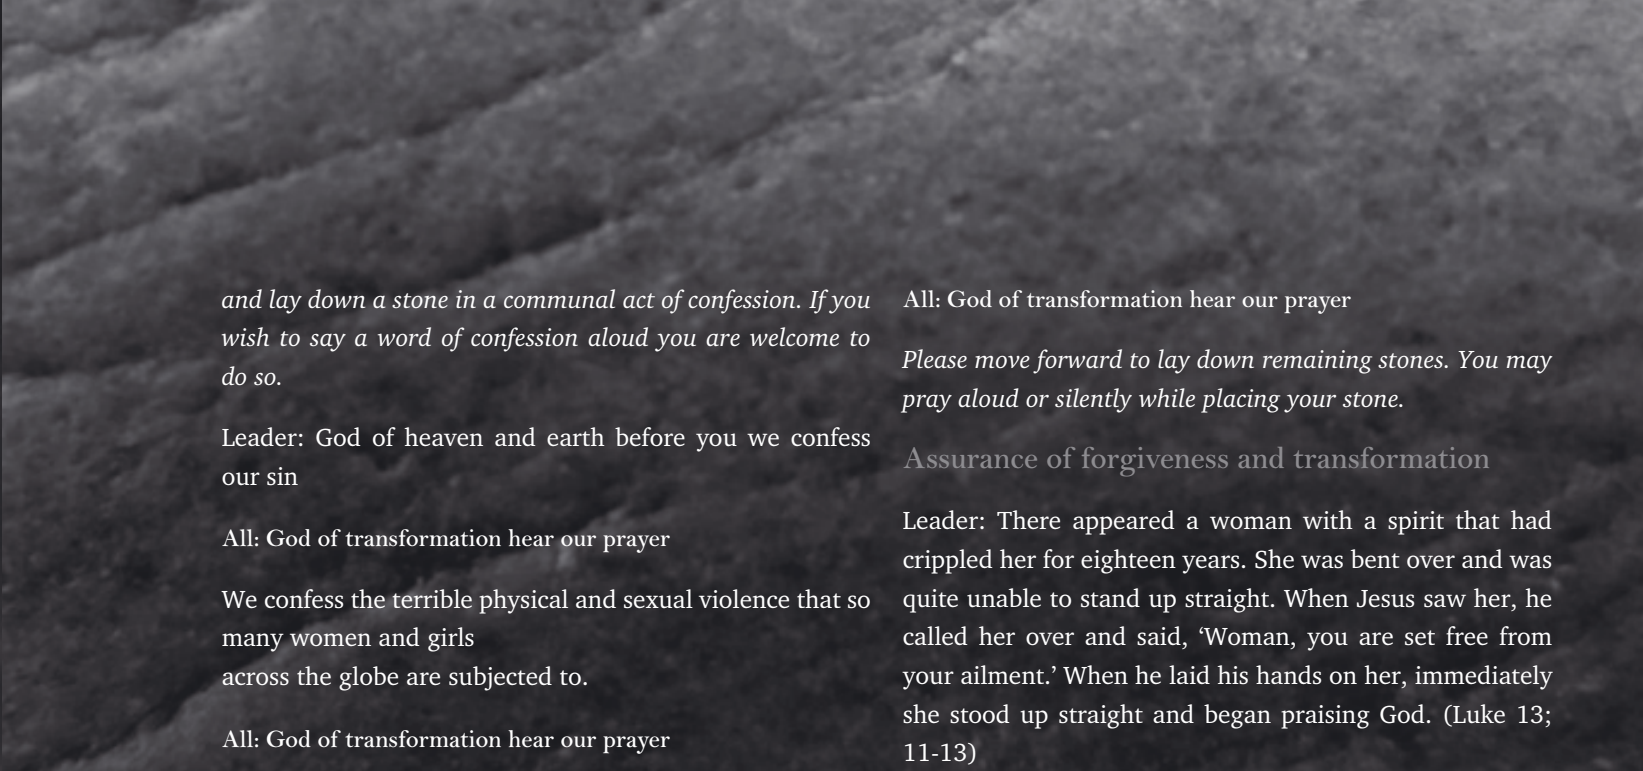 and lay down a stone in a communal act of confession. If you
wish to say a word of confession aloud you are welcome to
do so.
Leader: God of heaven and earth before you we confess
our sin
All: God of transformation hear our prayer
We confess the terrible physical and sexual violence that so
many women and girls
across the globe are subjected to.
All: God of transformation hear our prayer
All: God of transformation hear our prayer
Please move forward to lay down remaining stones. You may
pray aloud or silently while placing your stone.
Assurance of forgiveness and transformation
Leader: There appeared a woman with a spirit that had
crippled her for eighteen years. She was bent over and was
quite unable to stand up straight. When Jesus saw her, he
called her over and said, ‘Woman, you are set free from
your ailment.’ When he laid his hands on her, immediately
she stood up straight and began praising God. (Luke 13;
11-13)